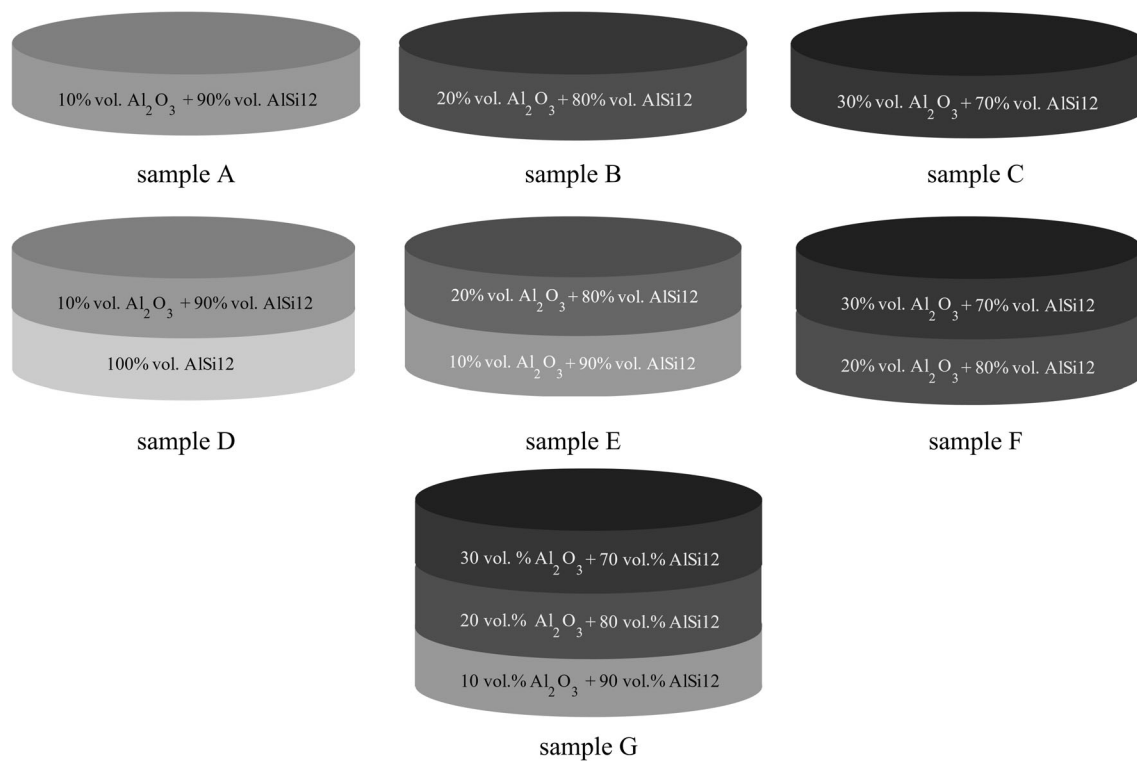 10% vol. Al₂O₃ + 90% vol. AlSi12
20% vol. Al₂O₃ + 80% vol. AlSi12
30% vol. Al₂O₃ + 70% vol. AlSi12
sample A
sample B
sample C
10% vol. Al₂O₃ + 90% vol. AlSi12
100% vol. AlSi12
20% vol. Al₂O₃ + 80% vol. AlSi12
10% vol. Al₂O₃ + 90% vol. AlSi12
30% vol. Al₂O₃ + 70% vol. AlSi12
20% vol. Al₂O₃ + 80% vol. AlSi12
sample D
sample E
sample F
30 vol. % Al₂O₃ + 70 vol.% AlSi12
20 vol.% Al₂O₃ + 80 vol.% AlSi12
10 vol.% Al₂O₃ + 90 vol.% AlSi12
sample G